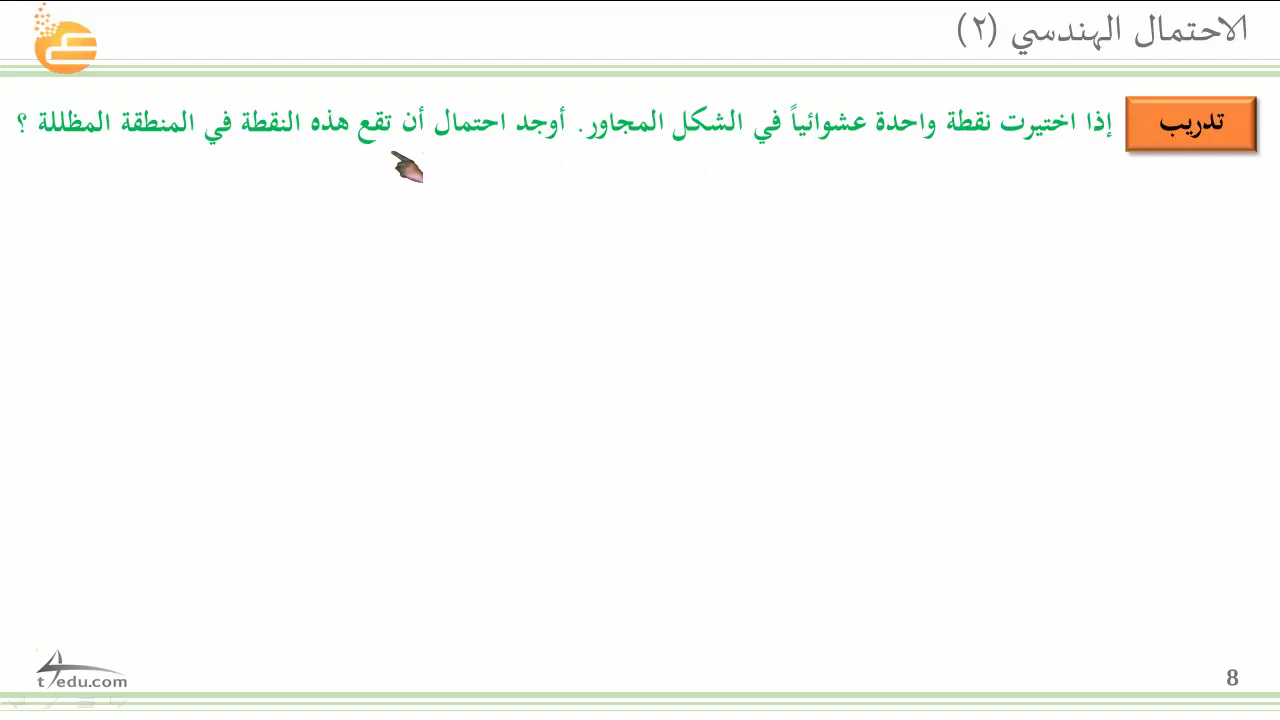 الاحتمال الهندسي (٢)
تدريب
إذا اختيرت نقطة واحدة عشوائياً في الشكل المجاور. أوجد احتمال أن تقع هذه النقطة في المنطقة المظللة ؟
t4edu.com
8